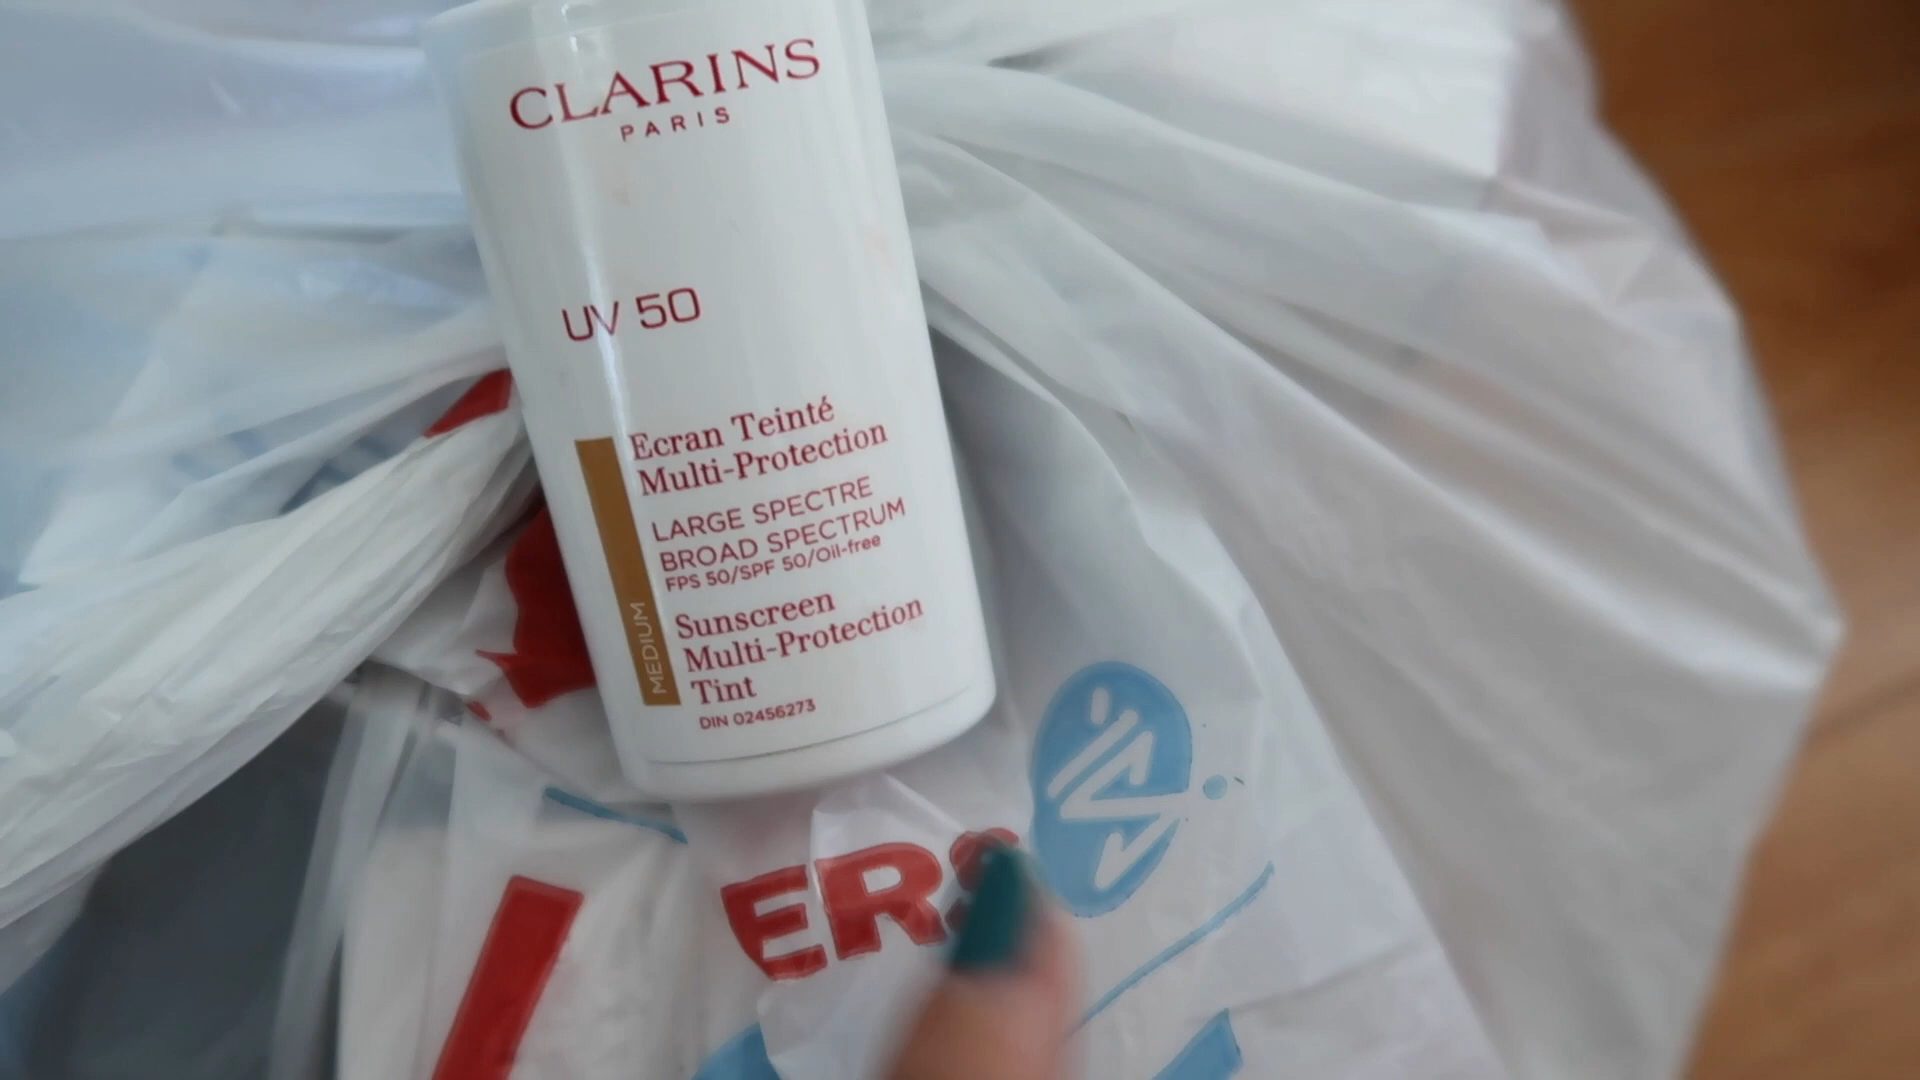 CLARINS
PARIS
UV 50
Ecran Teinté
Multi-Protection
LARGE SPECTRE
BROAD SPECTRUM
FPS 50/SPF 50/Oil-free
Sunscreen
Multi-Protection
Tint
MEDIUM
DIN 02456273
ERS